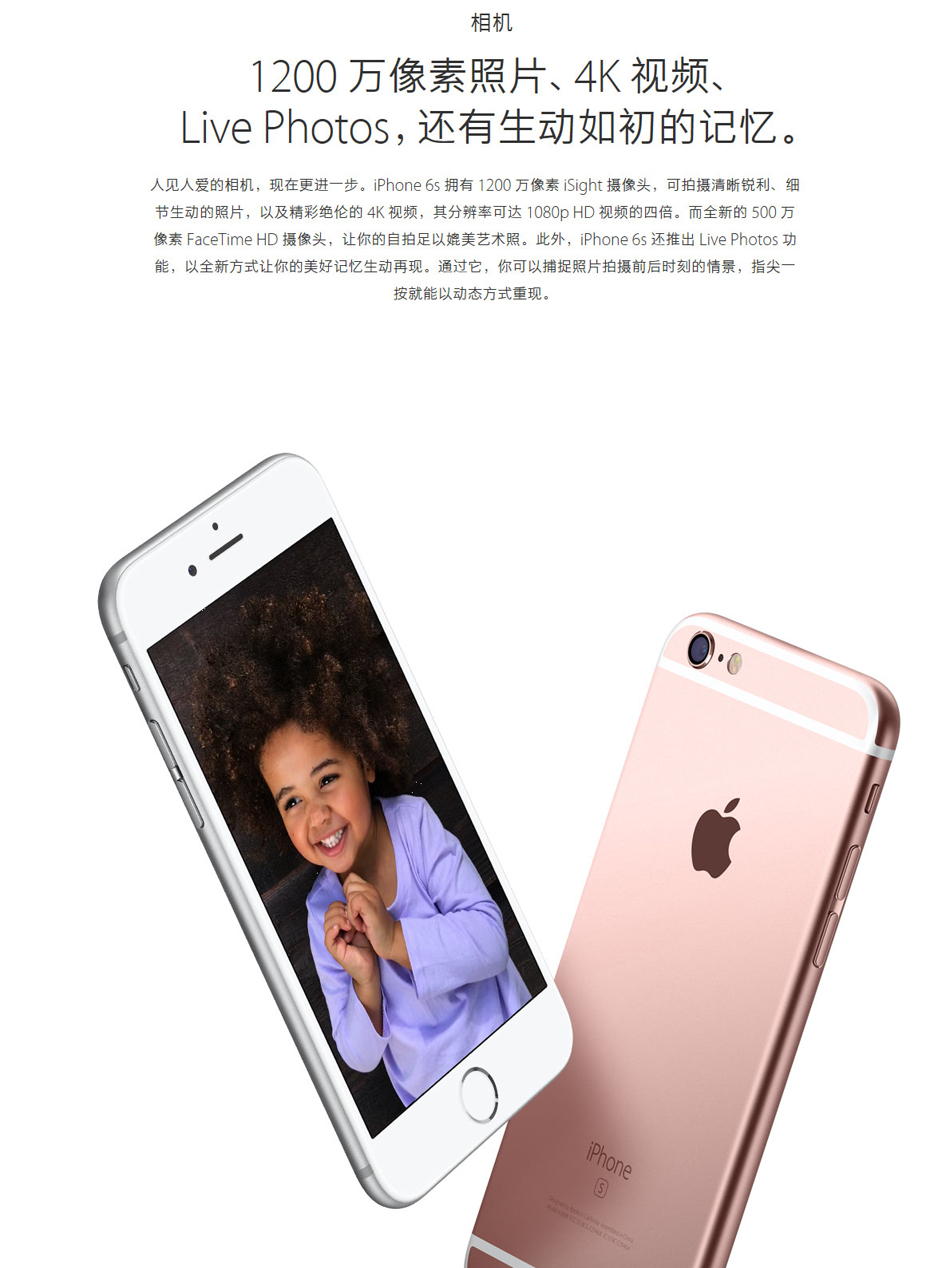 相机
1200 万像素照片、4K 视频、
Live Photos，还有生动如初的记忆。
人见人爱的相机，现在更进一步。iPhone 6s 拥有 1200 万像素 iSight 摄像头，可拍摄清晰锐利、细
节生动的照片，以及精彩绝伦的 4K 视频，其分辨率可达 1080p HD 视频的四倍。而全新的 500 万
像素 FaceTime HD 摄像头，让你的自拍足以媲美艺术照。此外，iPhone 6s 还推出 Live Photos 功
能，以全新方式让你的美好记忆生动再现。通过它，你可以捕捉照片拍摄前后时刻的情景，指尖一
按就能以动态方式重现。
iPhone
S